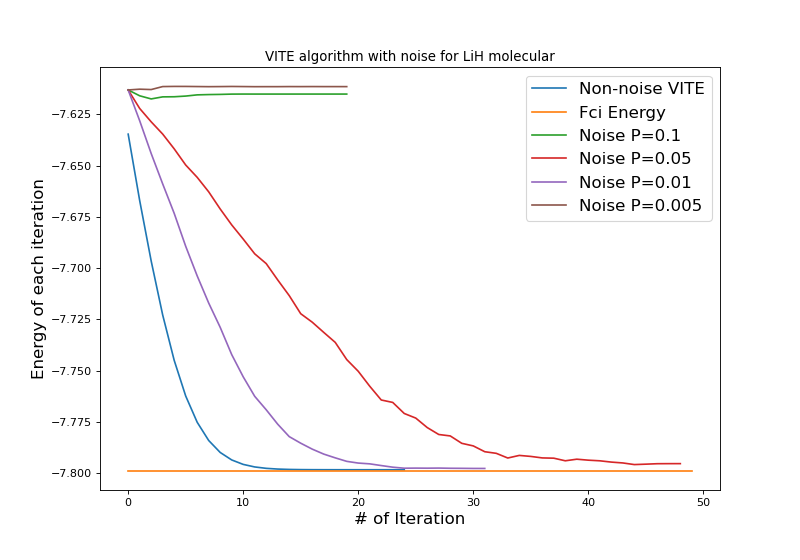 VITE algorithm with noise for LiH molecular
Non-noise VITE
Fci Energy
Noise P=0.1
Noise P=0.05
Noise P=0.01
Noise P=0.005
Energy of each iteration
−7.625
−7.650
−7.675
−7.700
−7.725
−7.750
−7.775
−7.800
0 10 20 30 40 50
# of Iteration